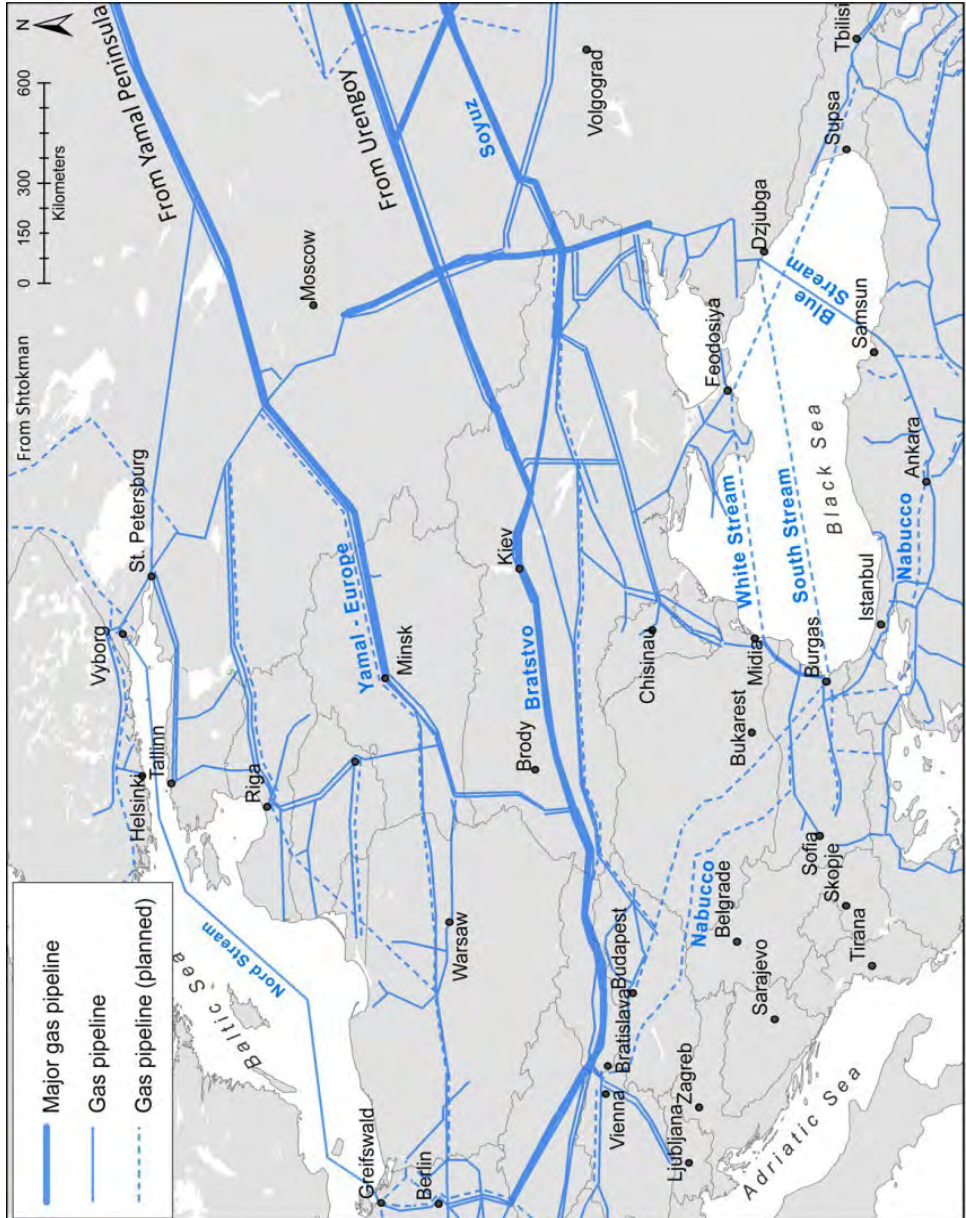 Major gas pipeline
Gas pipeline
Gas pipeline (planned)
From Shtokman
0 150 300 600
Kilometers
N
From Yamal Peninsula
From Urengoy
Soyuz
Volgograd
Moscow
St. Petersburg
Vyborg
Helsinki
Tallinn
Riga
Baltic Sea
Nord Stream
Yamal - Europe
Minsk
Warsaw
Greifswald
Berlin
Kiev
Bratstvo
Brody
Bratislava
Budapest
Vienna
Ljubljana
Zagreb
Chisinau
Feodosiya
Dzjubga
Blue
Stream
Supsa
Tbilisi
Samsun
White Stream
South Stream
Black Sea
Midia
Burgas
Bukarest
Nabucco
Belgrade
Sarajevo
Sofia
Skopje
Tirana
Adriatic Sea
Istanbul
Nabucco
Ankara